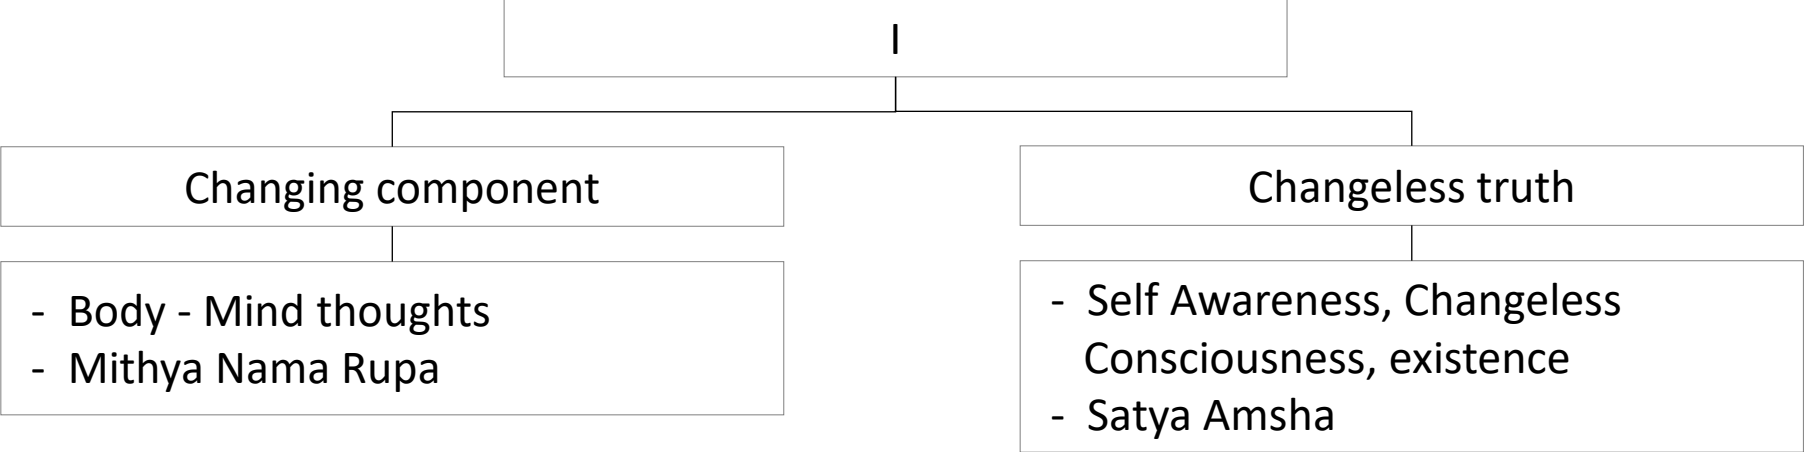 I
Changing component
Changeless truth
- Body - Mind thoughts
- Mithya Nama Rupa
- Self Awareness, Changeless
Consciousness, existence
- Satya Amsha